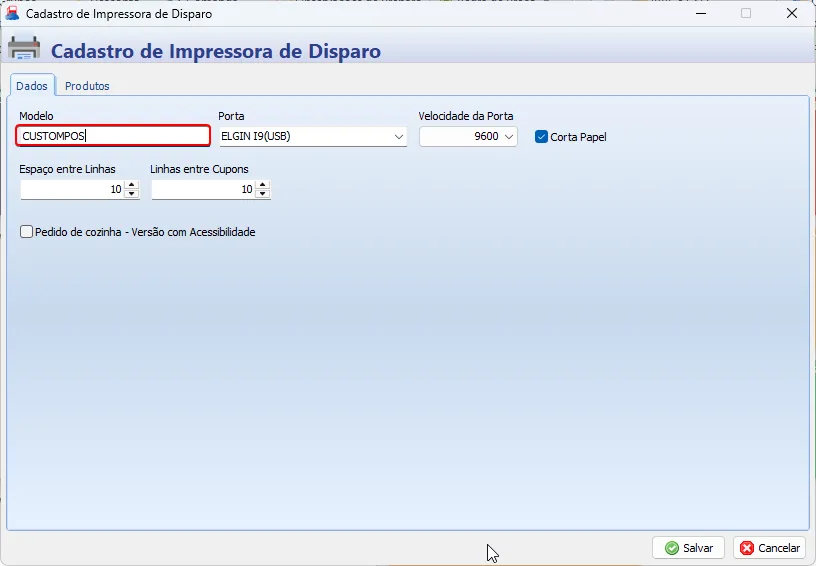 Cadastro de Impressora de Disparo
Cadastro de Impressora de Disparo
Dados Produtos
Modelo Porta Velocidade da Porta
CUSTOMPOS ELGIN I9(USB) 9600 Corta Papel
Espaço entre Linhas Linhas entre Cupons
10 10
Pedido de cozinha - Versão com Acessibilidade
Salvar Cancelar